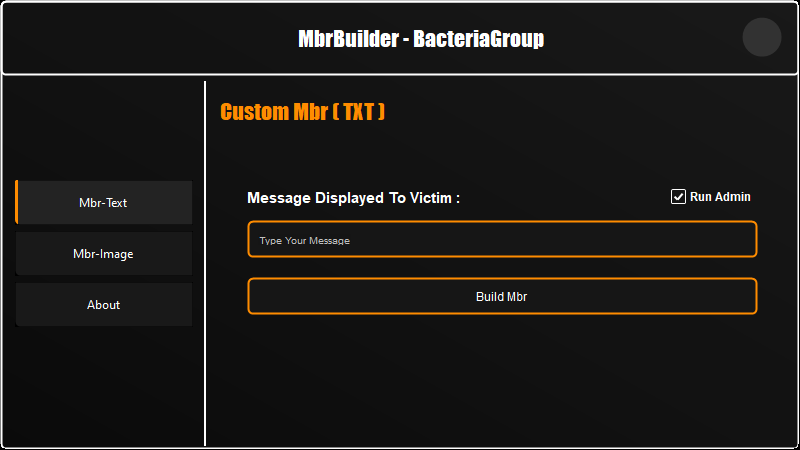 MbrBuilder - BacteriaGroup
Custom Mbr ( TXT )
Mbr-Text
Mbr-Image
About
Message Displayed To Victim :
Run Admin
Type Your Message
Build Mbr